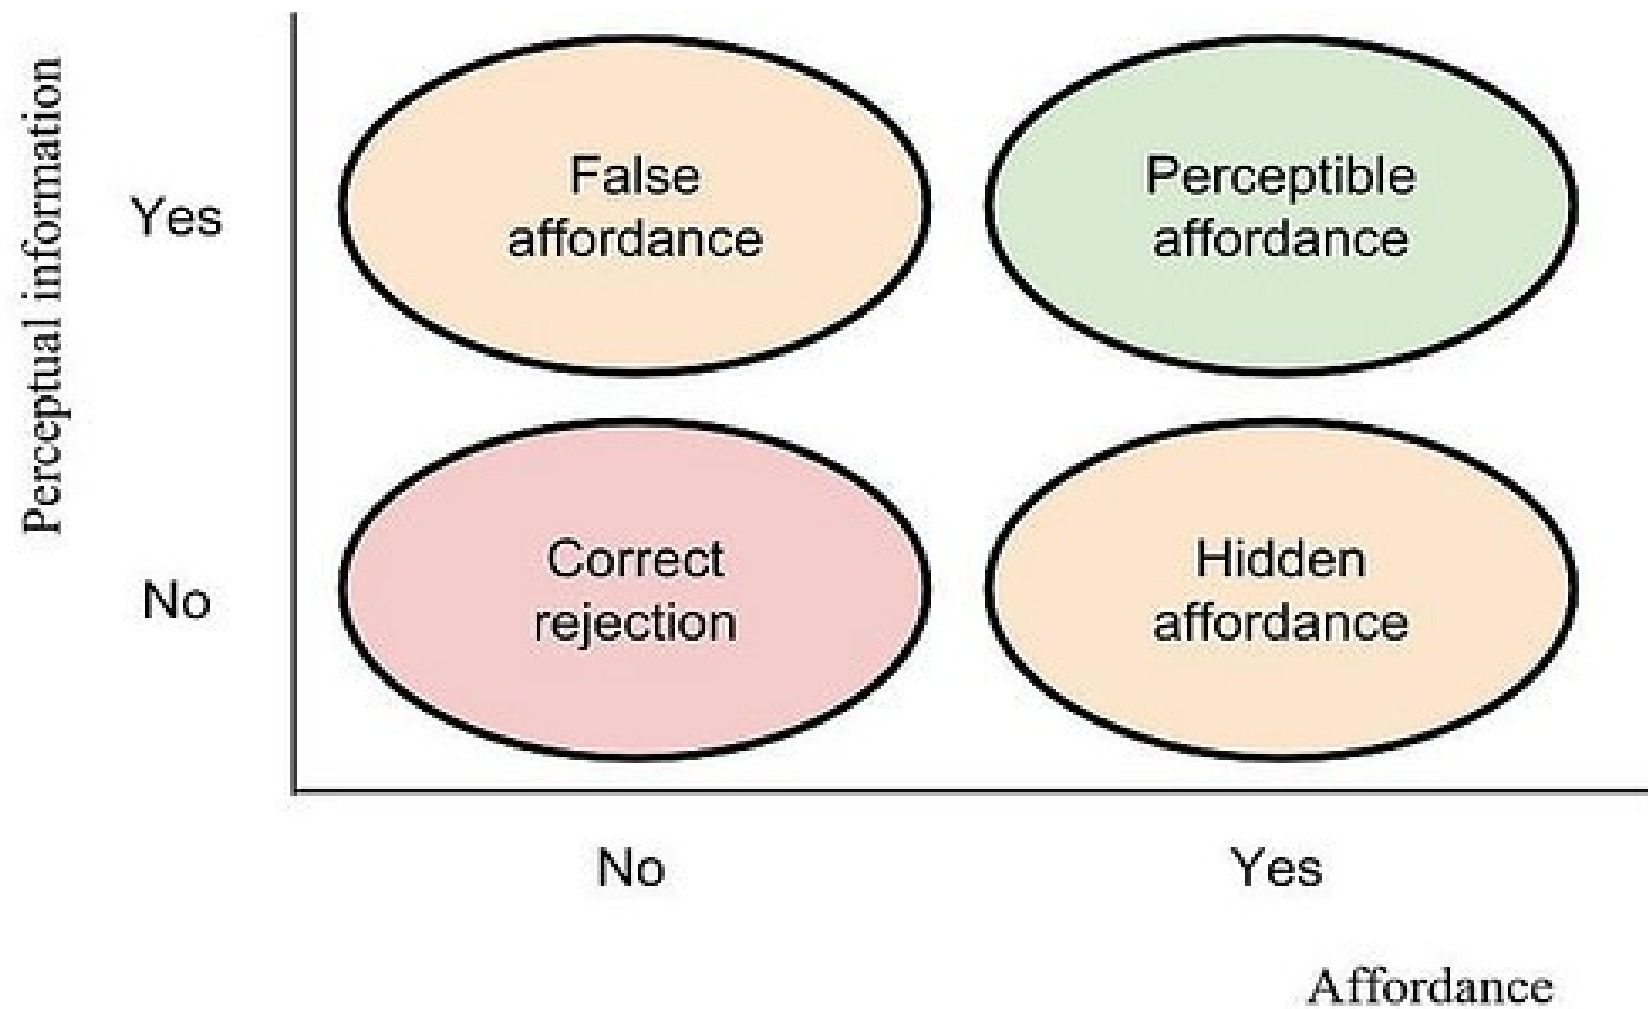 Perceptual information
Yes
False
affordance
Perceptible
affordance
No
Correct
rejection
Hidden
affordance
No
Yes
Affordance